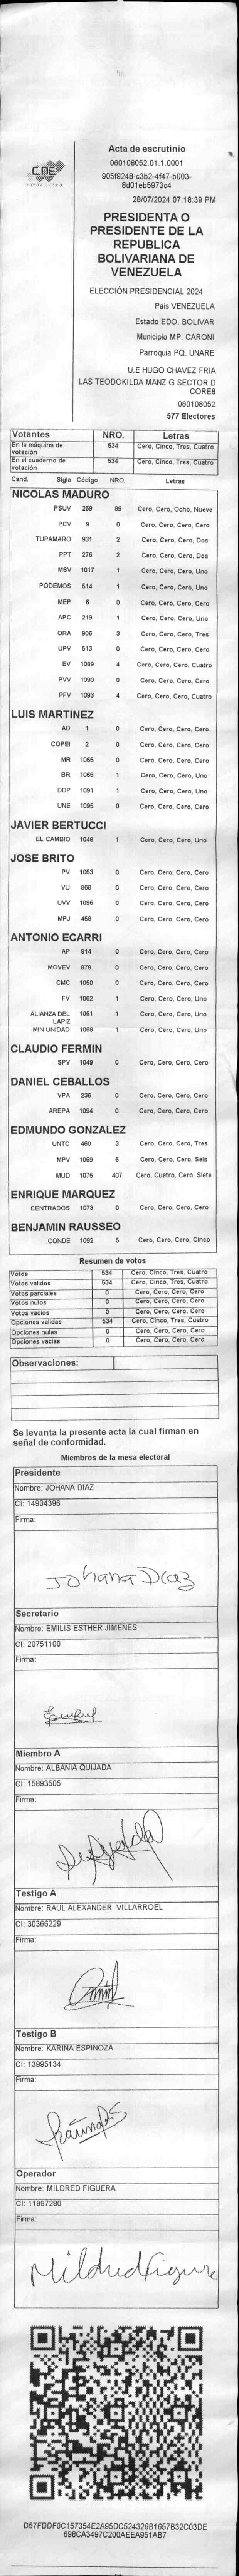 CNE
Acta de escrutinio
060108052.01.1.0001
905f9248-c3b2-4f47-b003-
8d01eb5973c4
28/07/2024 07:18:39 PM
PRESIDENTA O
PRESIDENTE DE LA
REPUBLICA
BOLIVARIANA DE
VENEZUELA
ELECCIÓN PRESIDENCIAL 2024
País VENEZUELA
Estado EDO. BOLIVAR
Municipio MP. CARONI
Parroquia PQ. UNARE
U.E HUGO CHAVEZ FRIA
LAS TEODOKILDA MANZ G SECTOR D
CORE8
060108052
577 Electores
Votantes NRO. Letras
En la máquina de votación 534 Cero, Cinco, Tres, Cuatro
En el cuaderno de votación 534 Cero, Cinco, Tres, Cuatro
Cand. Sigla Código NRO. Letras
NICOLAS MADURO
PSUV 269 89 Cero, Cero, Ocho, Nueve
PCV 9 0 Cero, Cero, Cero, Cero
TUPAMARO 931 2 Cero, Cero, Cero, Dos
PPT 276 2 Cero, Cero, Cero, Dos
MSV 1017 1 Cero, Cero, Cero, Uno
PODEMOS 514 1 Cero, Cero, Cero, Uno
MEP 6 0 Cero, Cero, Cero, Cero
APC 219 1 Cero, Cero, Cero, Uno
ORA 906 3 Cero, Cero, Cero, Tres
UPV 513 0 Cero, Cero, Cero, Cero
EV 1089 4 Cero, Cero, Cero, Cuatro
PVV 1090 0 Cero, Cero, Cero, Cero
PFV 1093 4 Cero, Cero, Cero, Cuatro
LUIS MARTINEZ
AD 1 0 Cero, Cero, Cero, Cero
COPEI 2 0 Cero, Cero, Cero, Cero
MR 1065 0 Cero, Cero, Cero, Cero
BR 1066 1 Cero, Cero, Cero, Uno
DDP 1091 1 Cero, Cero, Cero, Uno
UNE 1095 0 Cero, Cero, Cero, Cero
JAVIER BERTUCCI
EL CAMBIO 1048 1 Cero, Cero, Cero, Uno
JOSE BRITO
PV 1053 0 Cero, Cero, Cero, Cero
VU 868 0 Cero, Cero, Cero, Cero
UVV 1096 0 Cero, Cero, Cero, Cero
MPJ 458 0 Cero, Cero, Cero, Cero
ANTONIO ECARRI
AP 814 0 Cero, Cero, Cero, Cero
MOVEV 879 0 Cero, Cero, Cero, Cero
CMC 1050 0 Cero, Cero, Cero, Cero
FV 1062 1 Cero, Cero, Cero, Uno
ALIANZA DEL LAPIZ 1051 1 Cero, Cero, Cero, Uno
MIN UNIDAD 1068 1 Cero, Cero, Cero, Uno
CLAUDIO FERMIN
SPV 1049 0 Cero, Cero, Cero, Cero
DANIEL CEBALLOS
VPA 236 0 Cero, Cero, Cero, Cero
AREPA 1094 0 Cero, Cero, Cero, Cero
EDMUNDO GONZALEZ
UNTC 460 3 Cero, Cero, Cero, Tres
MPV 1069 6 Cero, Cero, Cero, Seis
MUD 1075 407 Cero, Cuatro, Cero, Siete
ENRIQUE MARQUEZ
CENTRADOS 1073 0 Cero, Cero, Cero, Cero
BENJAMIN RAUSSEO
CONDE 1092 5 Cero, Cero, Cero, Cinco
Resumen de votos
Votos 534 Cero, Cinco, Tres, Cuatro
Votos validos 534 Cero, Cinco, Tres, Cuatro
Votos parciales 0 Cero, Cero, Cero, Cero
Votos nulos 0 Cero, Cero, Cero, Cero
Votos vacios 0 Cero, Cero, Cero, Cero
Opciones validas 534 Cero, Cinco, Tres, Cuatro
Opciones nulas 0 Cero, Cero, Cero, Cero
Opciones vacias 0 Cero, Cero, Cero, Cero
Observaciones:
Se levanta la presente acta la cual firman en
señal de conformidad.
Miembros de la mesa electoral
Presidente
Nombre: JOHANA DIAZ
CI: 14904396
Firma:
Johana Diaz
Secretario
Nombre: EMILIS ESTHER JIMENES
CI: 20751100
Firma:
Miembro A
Nombre: ALBANIA QUIJADA
CI: 15693505
Firma:
Testigo A
Nombre: RAUL ALEXANDER VILLARROEL
CI: 30366229
Firma:
Testigo B
Nombre: KARINA ESPINOZA
CI: 13995134
Firma:
Operador
Nombre: MILDRED FIGUERA
CI: 11997280
Firma:
Mildred Figuera
D57FDDF0C157354E2A95DC524326B1657B32C03DE
698CA3497C200AEEA951AB7